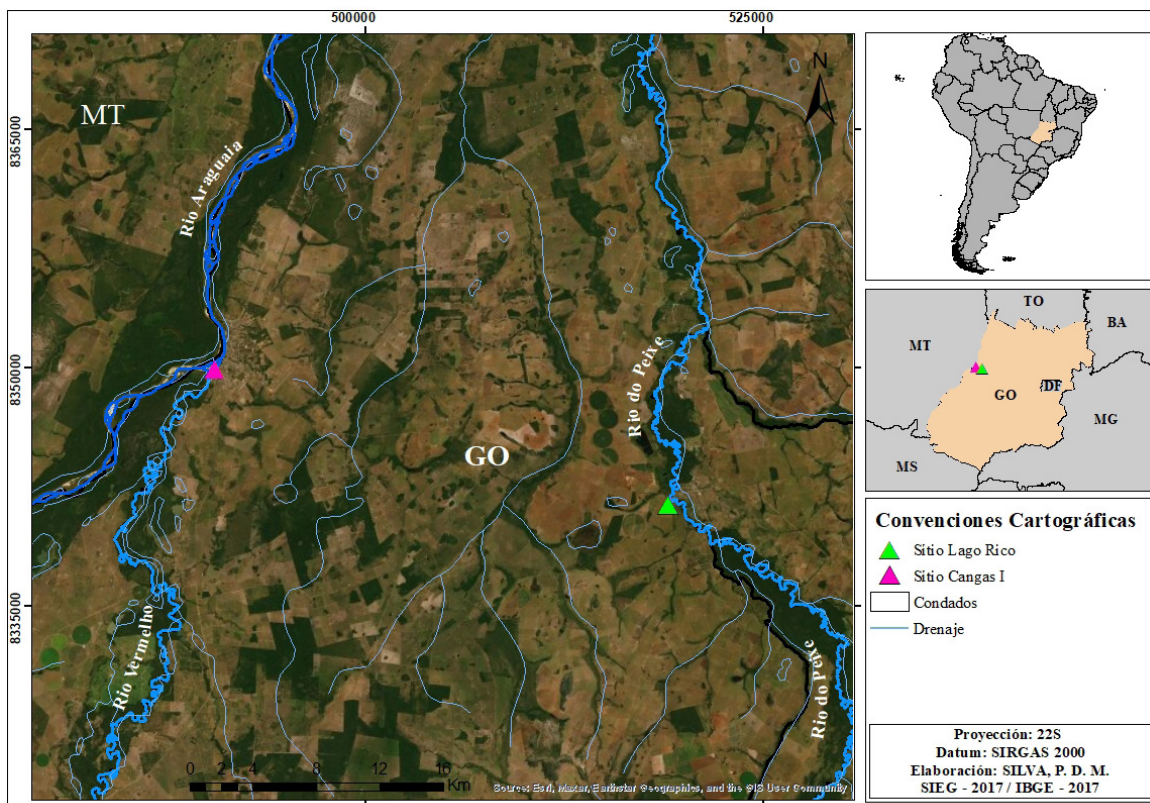 500000
525000
8365000
8350000
8335000
MT
Rio Araguaia
N
Rio do Peixe
GO
Rio Vermelho
Rio do Peixe
0 2 4 8 12 16
Km
Source: Esri, Maxar, Earthstar Geographics, and the GIS User Community
TO
BA
MT
DF
GO
MG
MS
Convenciones Cartográficas
Sitio Lago Rico
Sitio Cangas I
Condados
Drenaje
Proyección: 22S
Datum: SIRGAS 2000
Elaboración: SILVA, P. D. M.
SIEG - 2017 / IBGE - 2017